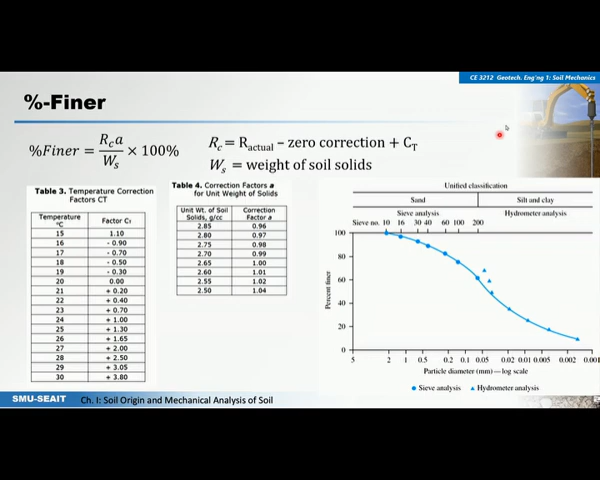 CE 3212 Geotech. Eng'ng 1: Soil Mechanics
%-Finer
%Finer = R_c a / W_s × 100%
R_c = R_actual – zero correction + C_T
W_s = weight of soil solids
Table 3. Temperature Correction
Factors CT
Temperature °C Factor C_T
15 1.10
16 - 0.90
17 - 0.70
18 - 0.50
19 - 0.30
20 0.00
21 + 0.20
22 + 0.40
23 + 0.70
24 + 1.00
25 + 1.30
26 + 1.65
27 + 2.00
28 + 2.50
29 + 3.05
30 + 3.80
Table 4. Correction Factors a
for Unit Weight of Solids
Unit Wt. of Soil Solids, g/cc Correction Factor a
2.85 0.96
2.80 0.97
2.75 0.98
2.70 0.99
2.65 1.00
2.60 1.01
2.55 1.02
2.50 1.04
Unified classification
Sand Silt and clay
Sieve analysis Hydrometer analysis
Sieve no. 10 16 30 40 60 100 200
100
80
60
40
20
0
Percent finer
5 2 1 0.5 0.2 0.1 0.05 0.02 0.01 0.005 0.002 0.001
Particle diameter (mm)—log scale
Sieve analysis Hydrometer analysis
SMU-SEAIT Ch. I: Soil Origin and Mechanical Analysis of Soil